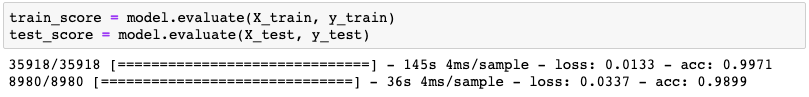 train_score = model.evaluate(X_train, y_train)
test_score = model.evaluate(X_test, y_test)
35918/35918 [==============================] - 145s 4ms/sample - loss: 0.0133 - acc: 0.9971
8980/8980 [==============================] - 36s 4ms/sample - loss: 0.0337 - acc: 0.9899